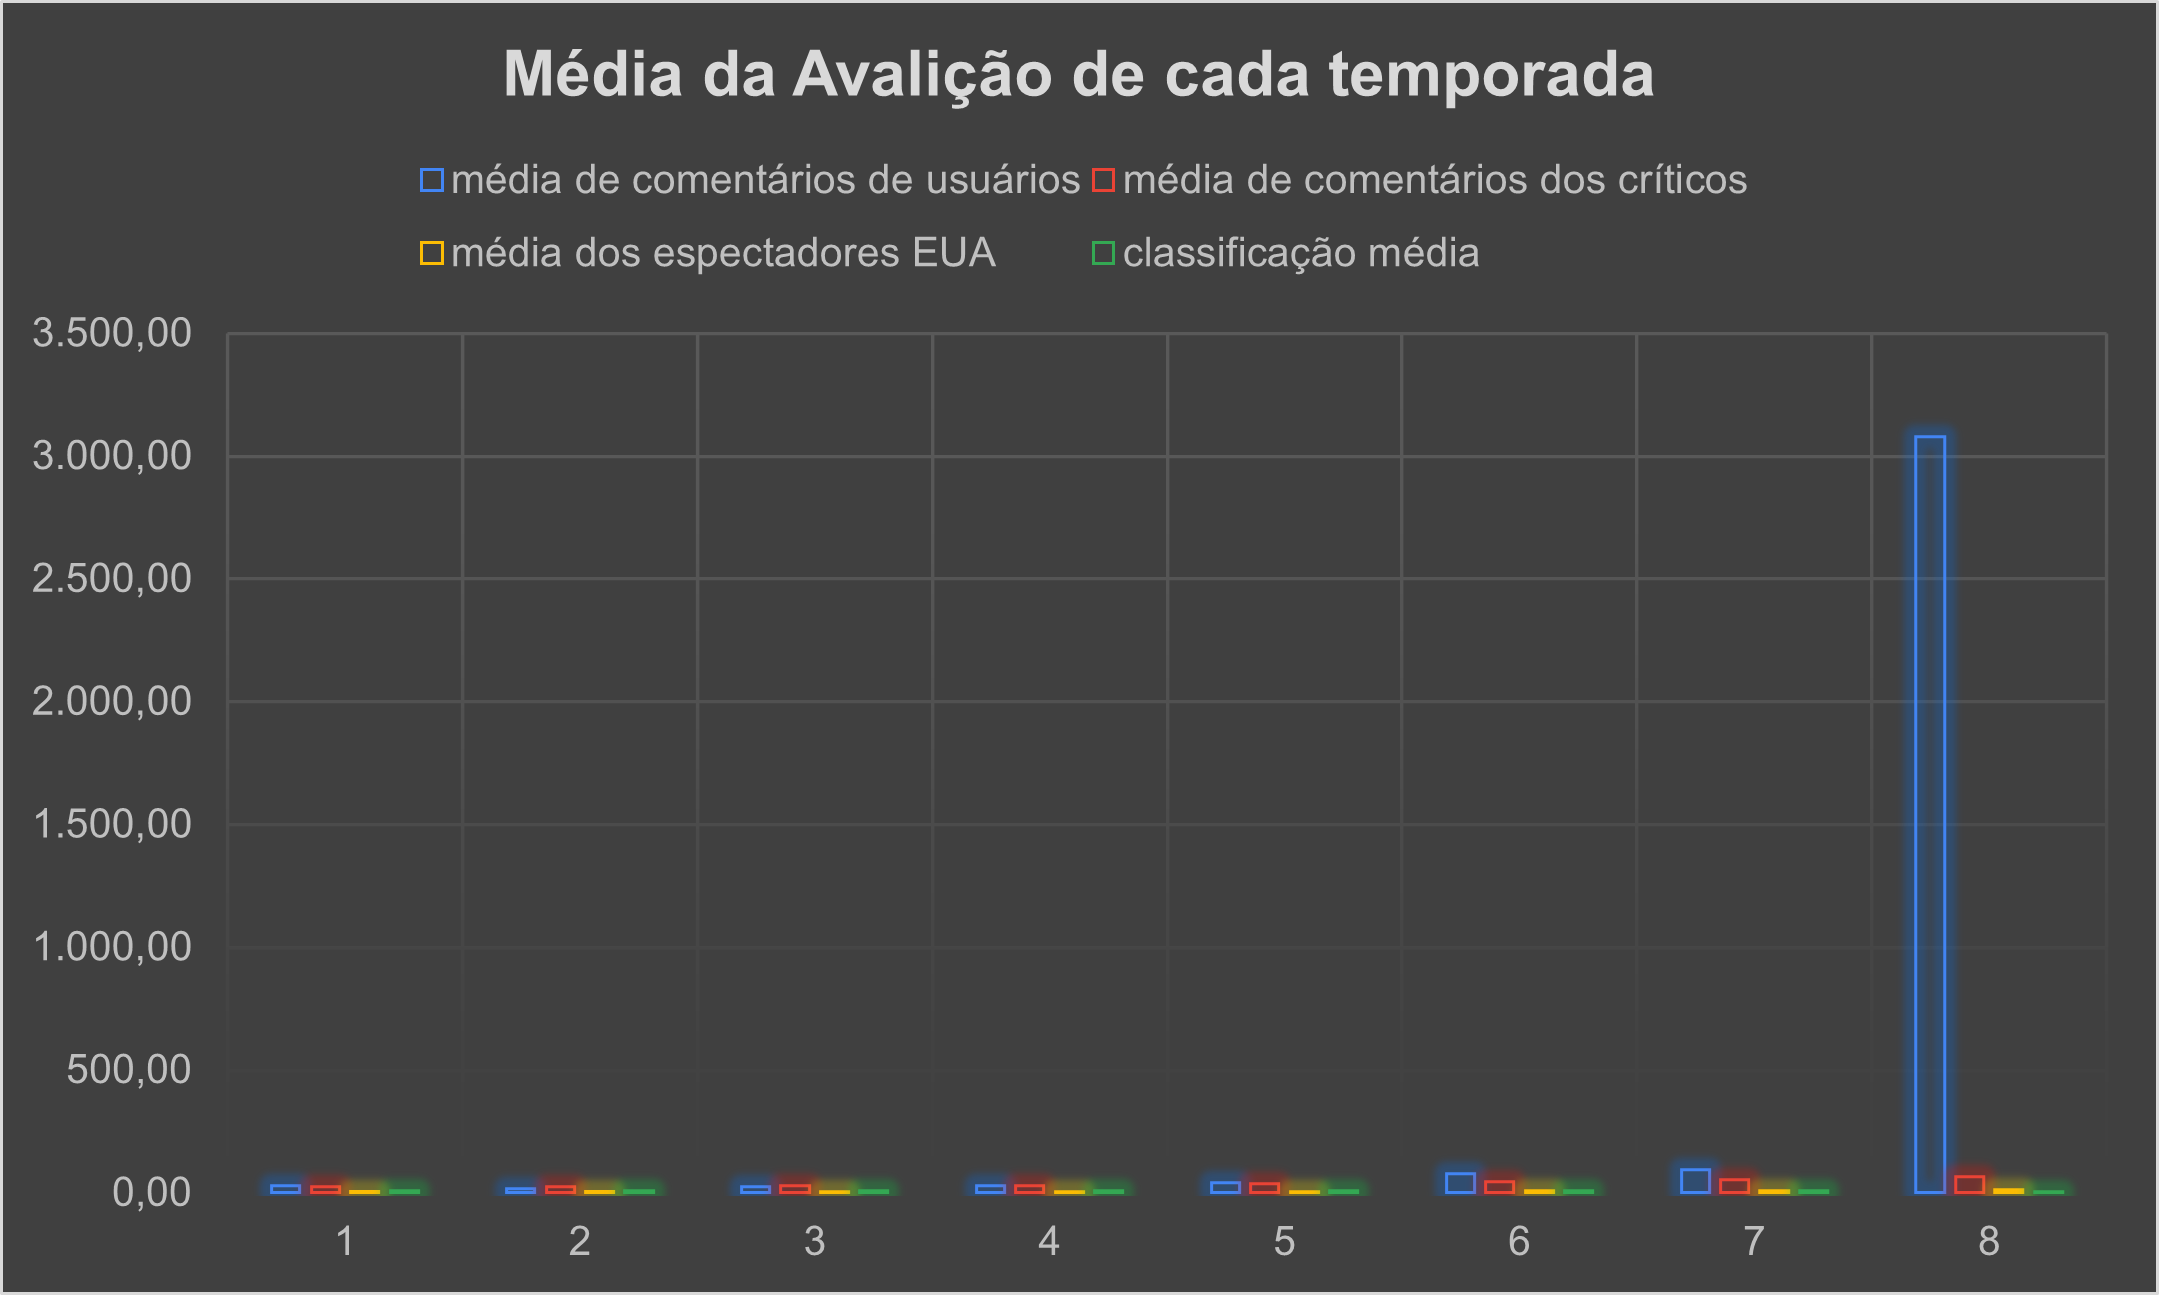 Média da Avalição de cada temporada
média de comentários de usuários média de comentários dos críticos
média dos espectadores EUA classificação média
3.500,00
3.000,00
2.500,00
2.000,00
1.500,00
1.000,00
500,00
0,00
1 2 3 4 5 6 7 8